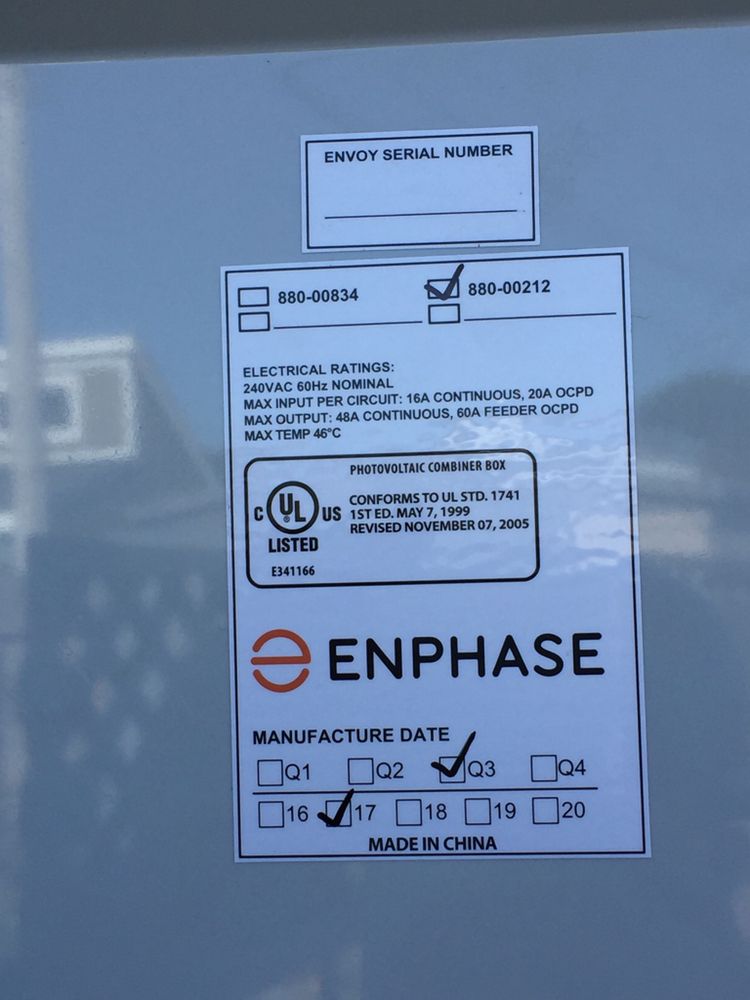 ENVOY SERIAL NUMBER
880-00834 880-00212
ELECTRICAL RATINGS:
240VAC 60Hz NOMINAL
MAX INPUT PER CIRCUIT: 16A CONTINUOUS, 20A OCPD
MAX OUTPUT: 48A CONTINUOUS, 60A FEEDER OCPD
MAX TEMP 46°C
PHOTOVOLTAIC COMBINER BOX
C UL® US
LISTED
E341166
CONFORMS TO UL STD. 1741
1ST ED. MAY 7, 1999
REVISED NOVEMBER 07, 2005
ENPHASE
MANUFACTURE DATE
Q1 Q2 Q3 Q4
16 17 18 19 20
MADE IN CHINA